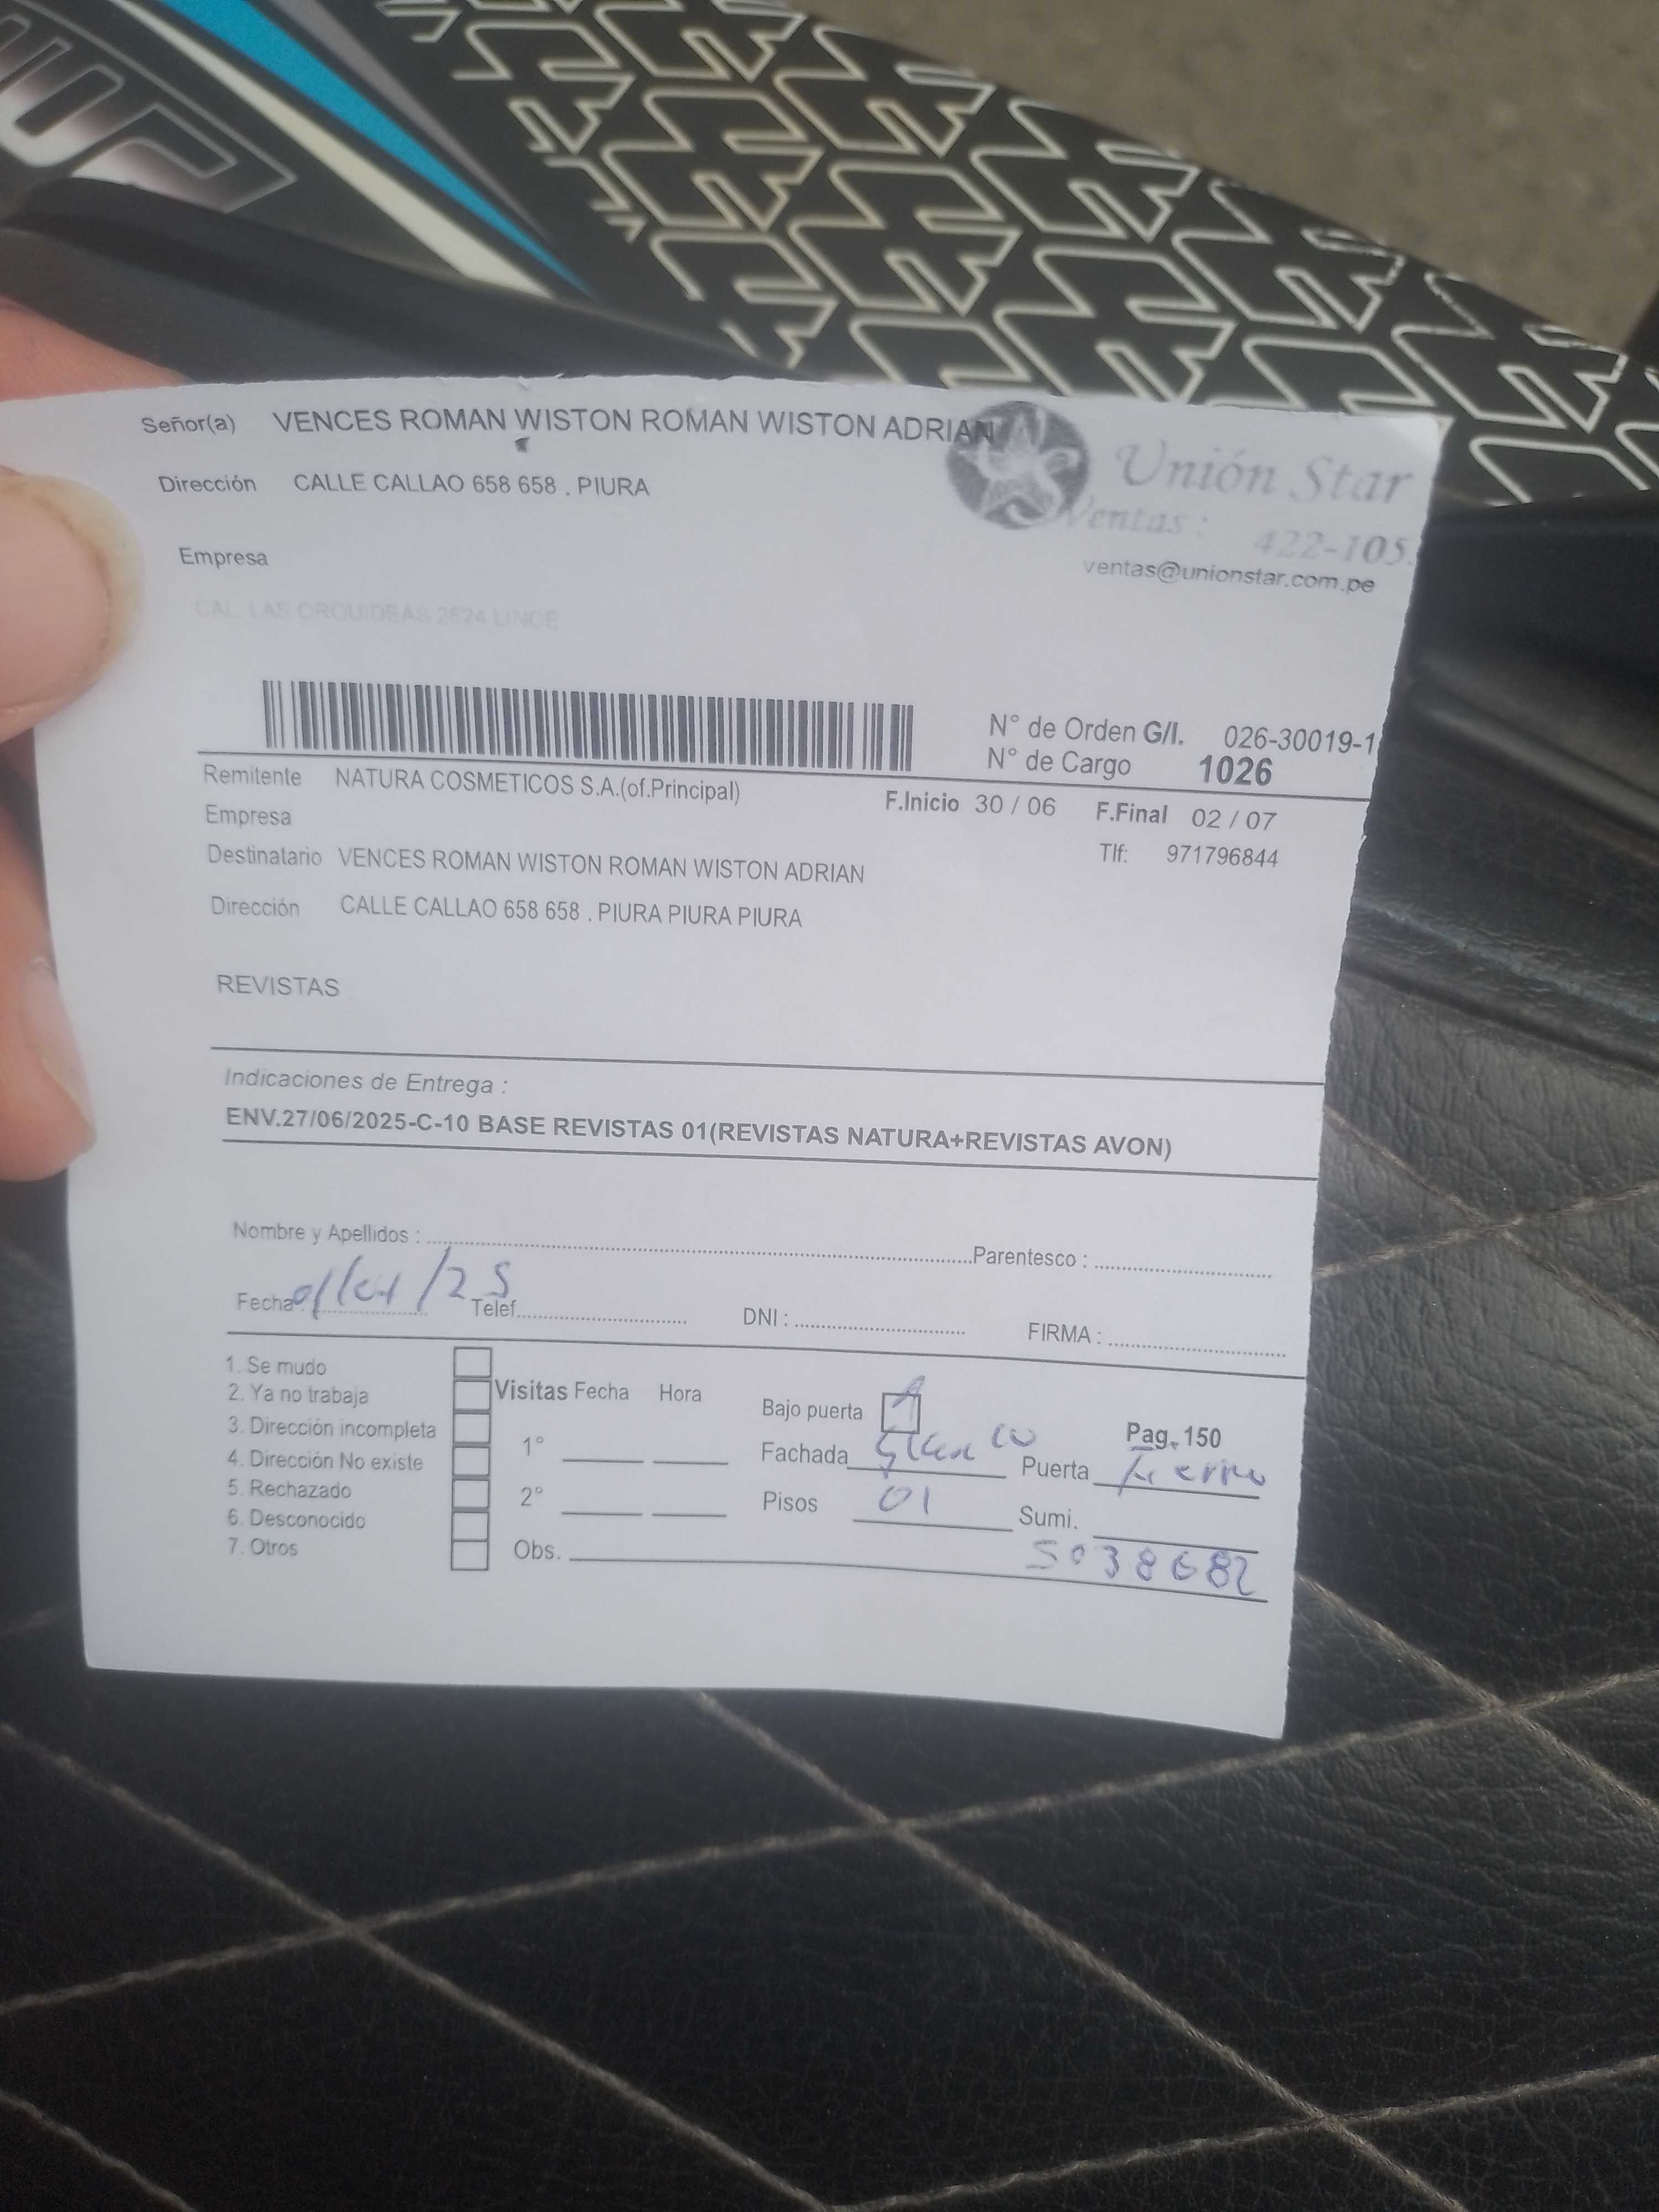 Señor(a) VENCES ROMAN WISTON ROMAN WISTON ADRIAN
Unión Star
Dirección CALLE CALLAO 658 658 . PIURA
Ventas : 422-105
Empresa
ventas@unionstar.com.pe
CAL. LAS ORQUIDEAS 2624 LINCE
N° de Orden G/I. 026-30019-1
N° de Cargo 1026
Remitente NATURA COSMETICOS S.A.(of.Principal)
F.Inicio 30 / 06 F.Final 02 / 07
Empresa
Tlf: 971796844
Destinatario VENCES ROMAN WISTON ROMAN WISTON ADRIAN
Dirección CALLE CALLAO 658 658 . PIURA PIURA PIURA
REVISTAS
Indicaciones de Entrega :
ENV.27/06/2025-C-10 BASE REVISTAS 01(REVISTAS NATURA+REVISTAS AVON)
Nombre y Apellidos : Parentesco :
Fecha /25 Telef. DNI : FIRMA :
1. Se mudo
2. Ya no trabaja
3. Dirección incompleta
4. Dirección No existe
5. Rechazado
6. Desconocido
7. Otros
Visitas Fecha Hora
1°
2°
Obs.
Bajo puerta
Pag. 150
Fachada Puerta fierro
Pisos 01 Sumi.
5038682